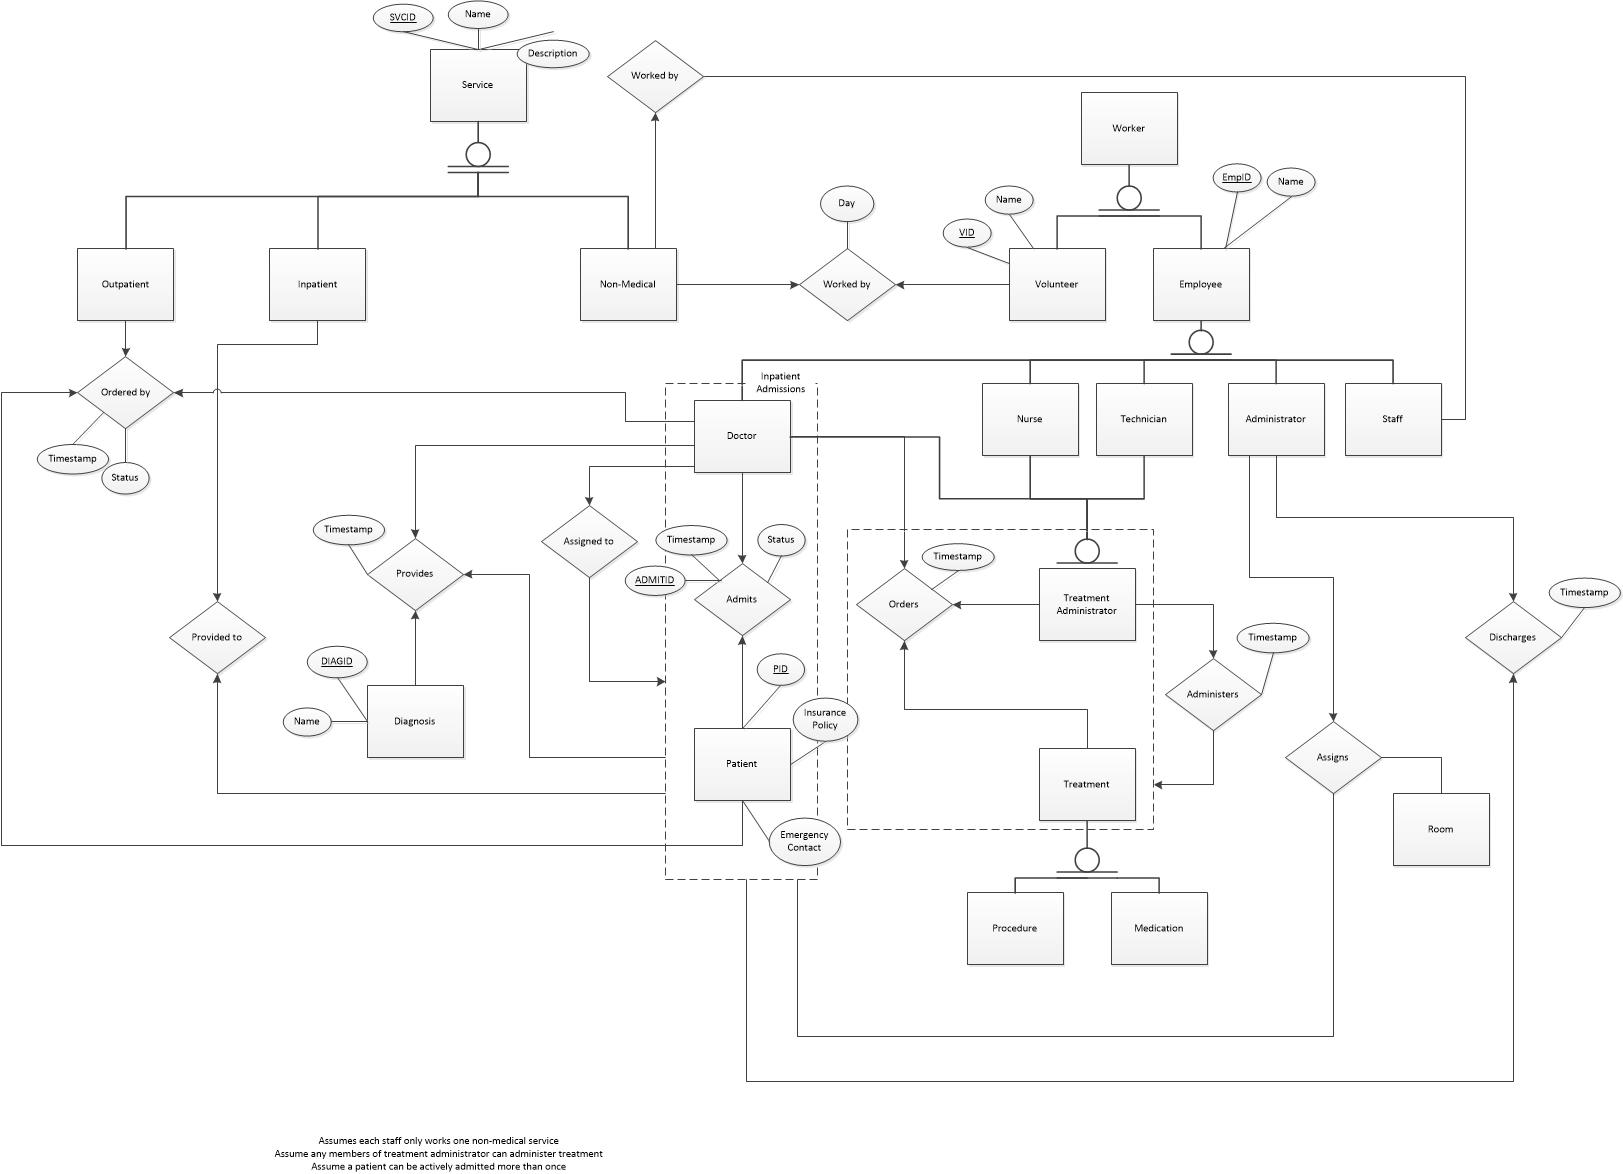 SVCID
Name
Description
Service
Worked by
Worker
EmpID
Name
Day
Name
VID
Outpatient
Inpatient
Non-Medical
Worked by
Volunteer
Employee
Inpatient
Admissions
Ordered by
Doctor
Nurse
Technician
Administrator
Staff
Timestamp
Status
Timestamp
Assigned to
Timestamp
Status
Timestamp
Provides
ADMITID
Admits
Orders
Treatment
Administrator
Timestamp
Provided to
Timestamp
Discharges
DIAGID
PID
Administers
Name
Diagnosis
Insurance
Policy
Patient
Treatment
Assigns
Emergency
Contact
Room
Procedure
Medication
Assumes each staff only works one non-medical service
Assume any members of treatment administrator can administer treatment
Assume a patient can be actively admitted more than once